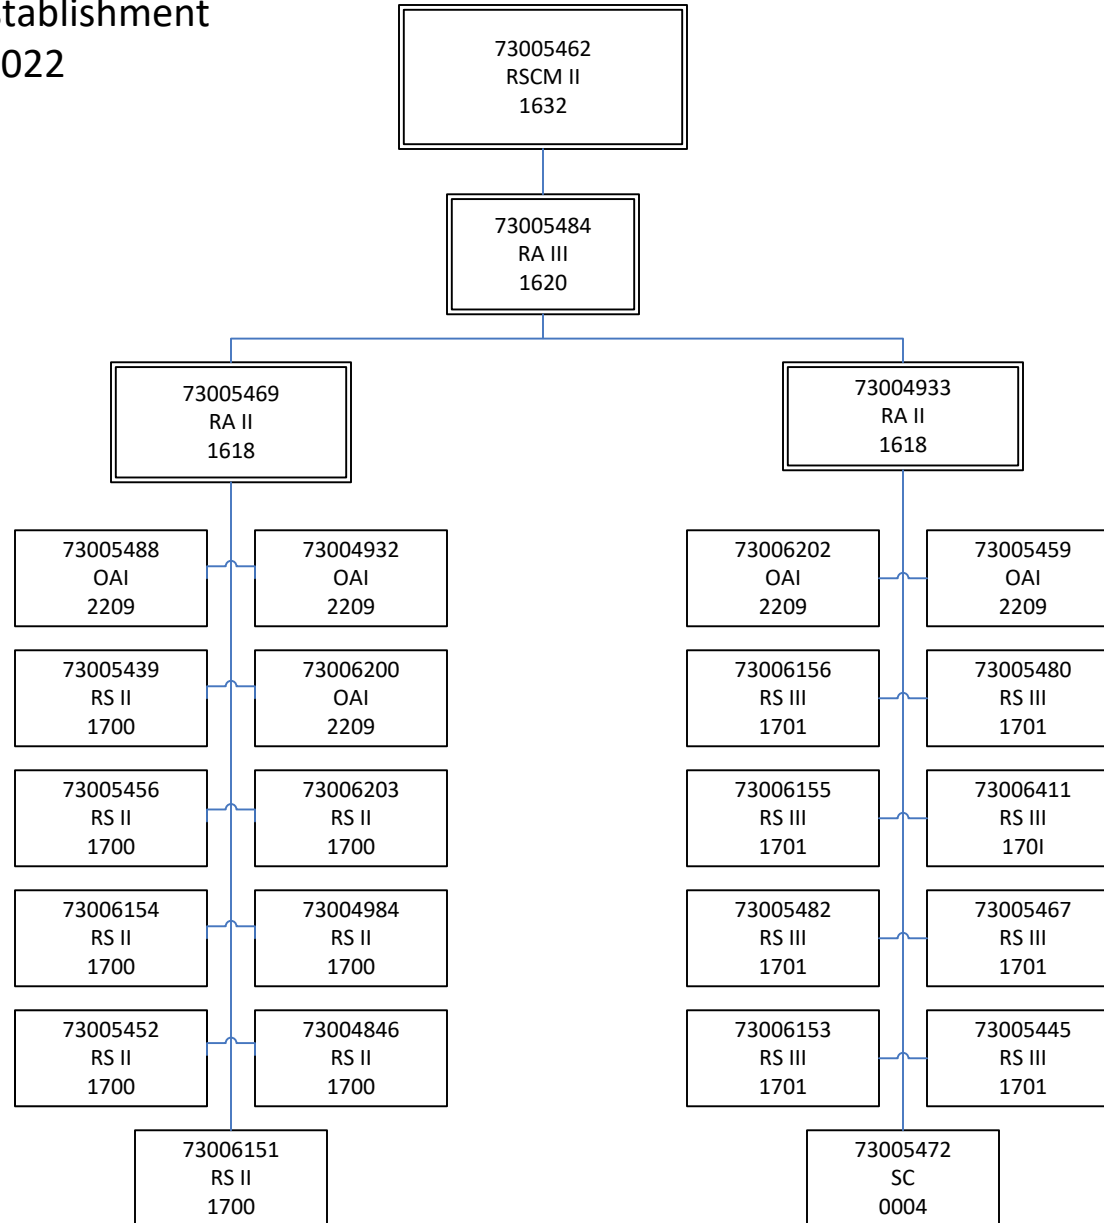 stablishment
022
73005462
RSCM II
1632
73005484
RA III
1620
73005469
RA II
1618
73004933
RA II
1618
73005488
OAI
2209
73004932
OAI
2209
73006202
OAI
2209
73005459
OAI
2209
73005439
RS II
1700
73006200
OAI
2209
73006156
RS III
1701
73005480
RS III
1701
73005456
RS II
1700
73006203
RS II
1700
73006155
RS III
1701
73006411
RS III
170I
73006154
RS II
1700
73004984
RS II
1700
73005482
RS III
1701
73005467
RS III
1701
73005452
RS II
1700
73004846
RS II
1700
73006153
RS III
1701
73005445
RS III
1701
73006151
RS II
1700
73005472
SC
0004